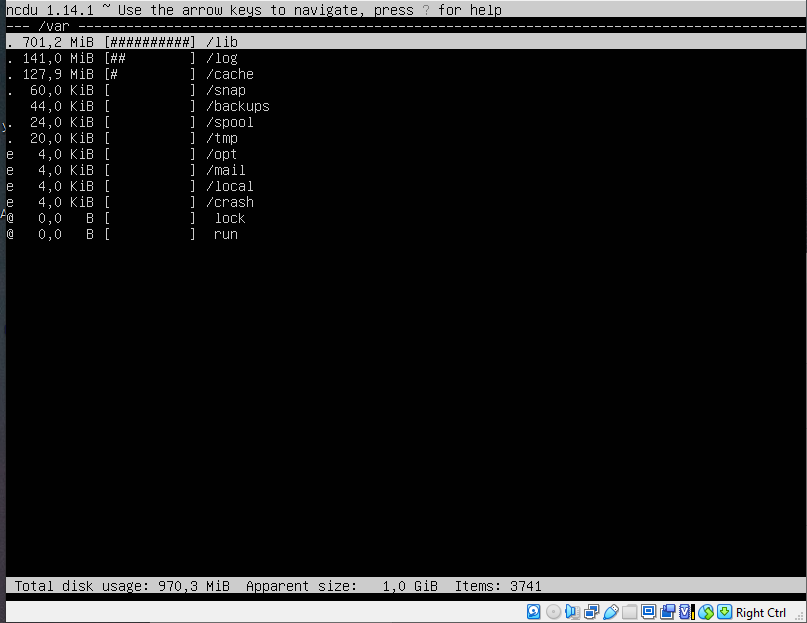 ncdu 1.14.1 ~ Use the arrow keys to navigate, press ? for help
--- /var ----------------------------------------------------------------------------------
. 701,2 MiB [##########] /lib
. 141,0 MiB [##        ] /log
. 127,9 MiB [#         ] /cache
.  60,0 KiB [          ] /snap
   44,0 KiB [          ] /backups
.  24,0 KiB [          ] /spool
.  20,0 KiB [          ] /tmp
e   4,0 KiB [          ] /opt
e   4,0 KiB [          ] /mail
e   4,0 KiB [          ] /local
e   4,0 KiB [          ] /crash
@   0,0   B [          ]  lock
@   0,0   B [          ]  run
Total disk usage: 970,3 MiB  Apparent size:   1,0 GiB  Items: 3741
Right Ctrl